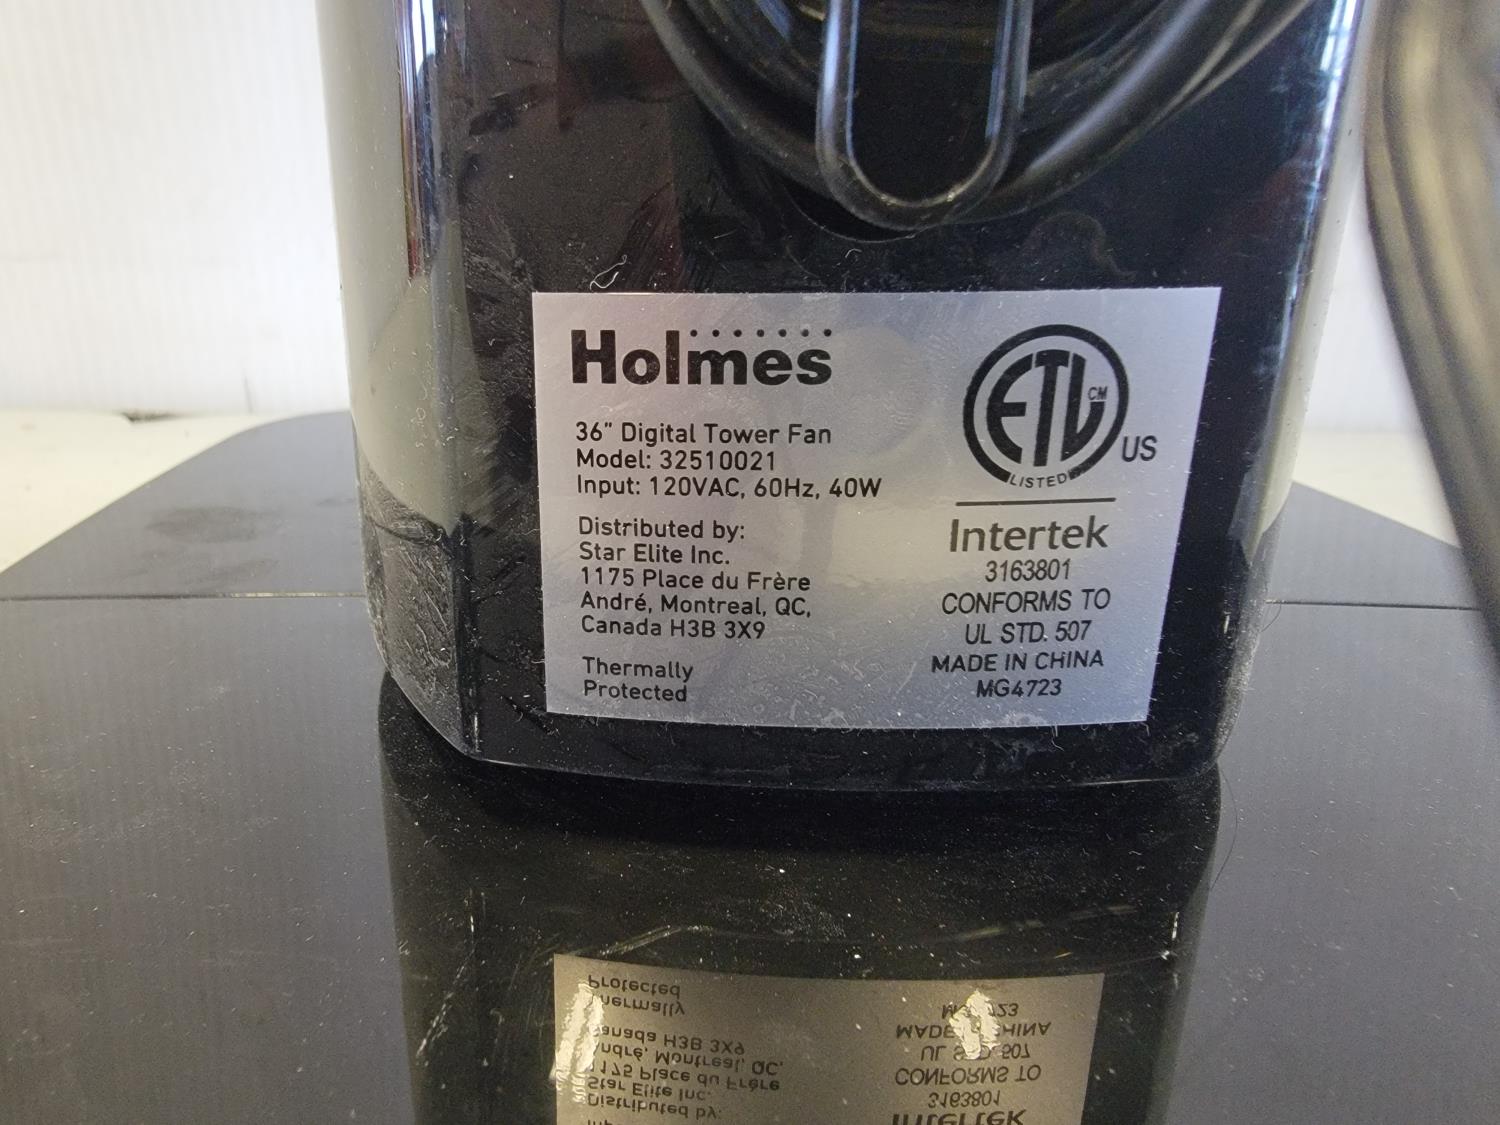 Holmes
36" Digital Tower Fan
Model: 32510021
Input: 120VAC, 60Hz, 40W
Distributed by:
Star Elite Inc.
1175 Place du Frère
André, Montreal, QC,
Canada H3B 3X9
Thermally
Protected
ETL CM
LISTED
US
Intertek
3163801
CONFORMS TO
UL STD. 507
MADE IN CHINA
MG4723